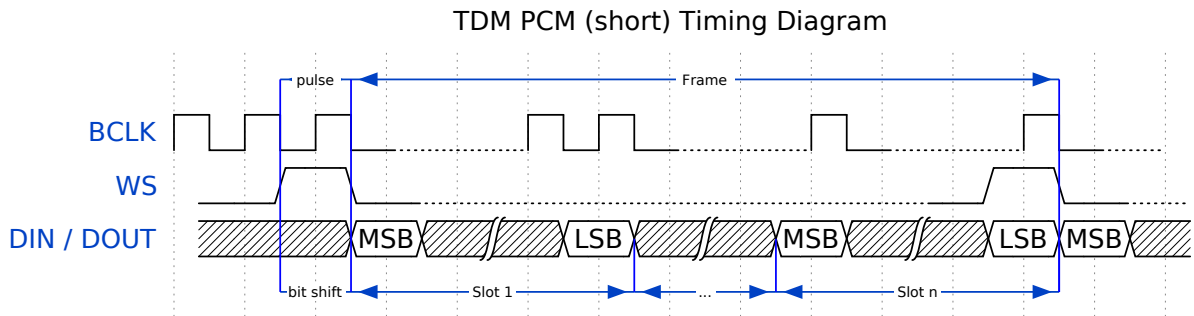 TDM PCM (short) Timing Diagram
pulse
Frame
BCLK
WS
DIN / DOUT
MSB
LSB
MSB
LSB
MSB
bit shift
Slot 1
...
Slot n